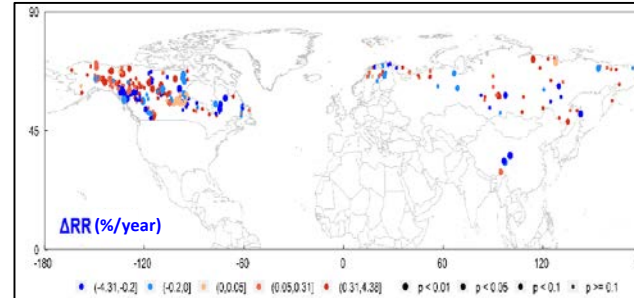 90
45
0
ΔRR (%/year)
-180 -120 -60 0 60 120 180
(-4.31,-0.2] (-0.2,0] (0,0.05] (0.05,0.31] (0.31,4.38] p < 0.01 p < 0.05 p < 0.1 p >= 0.1